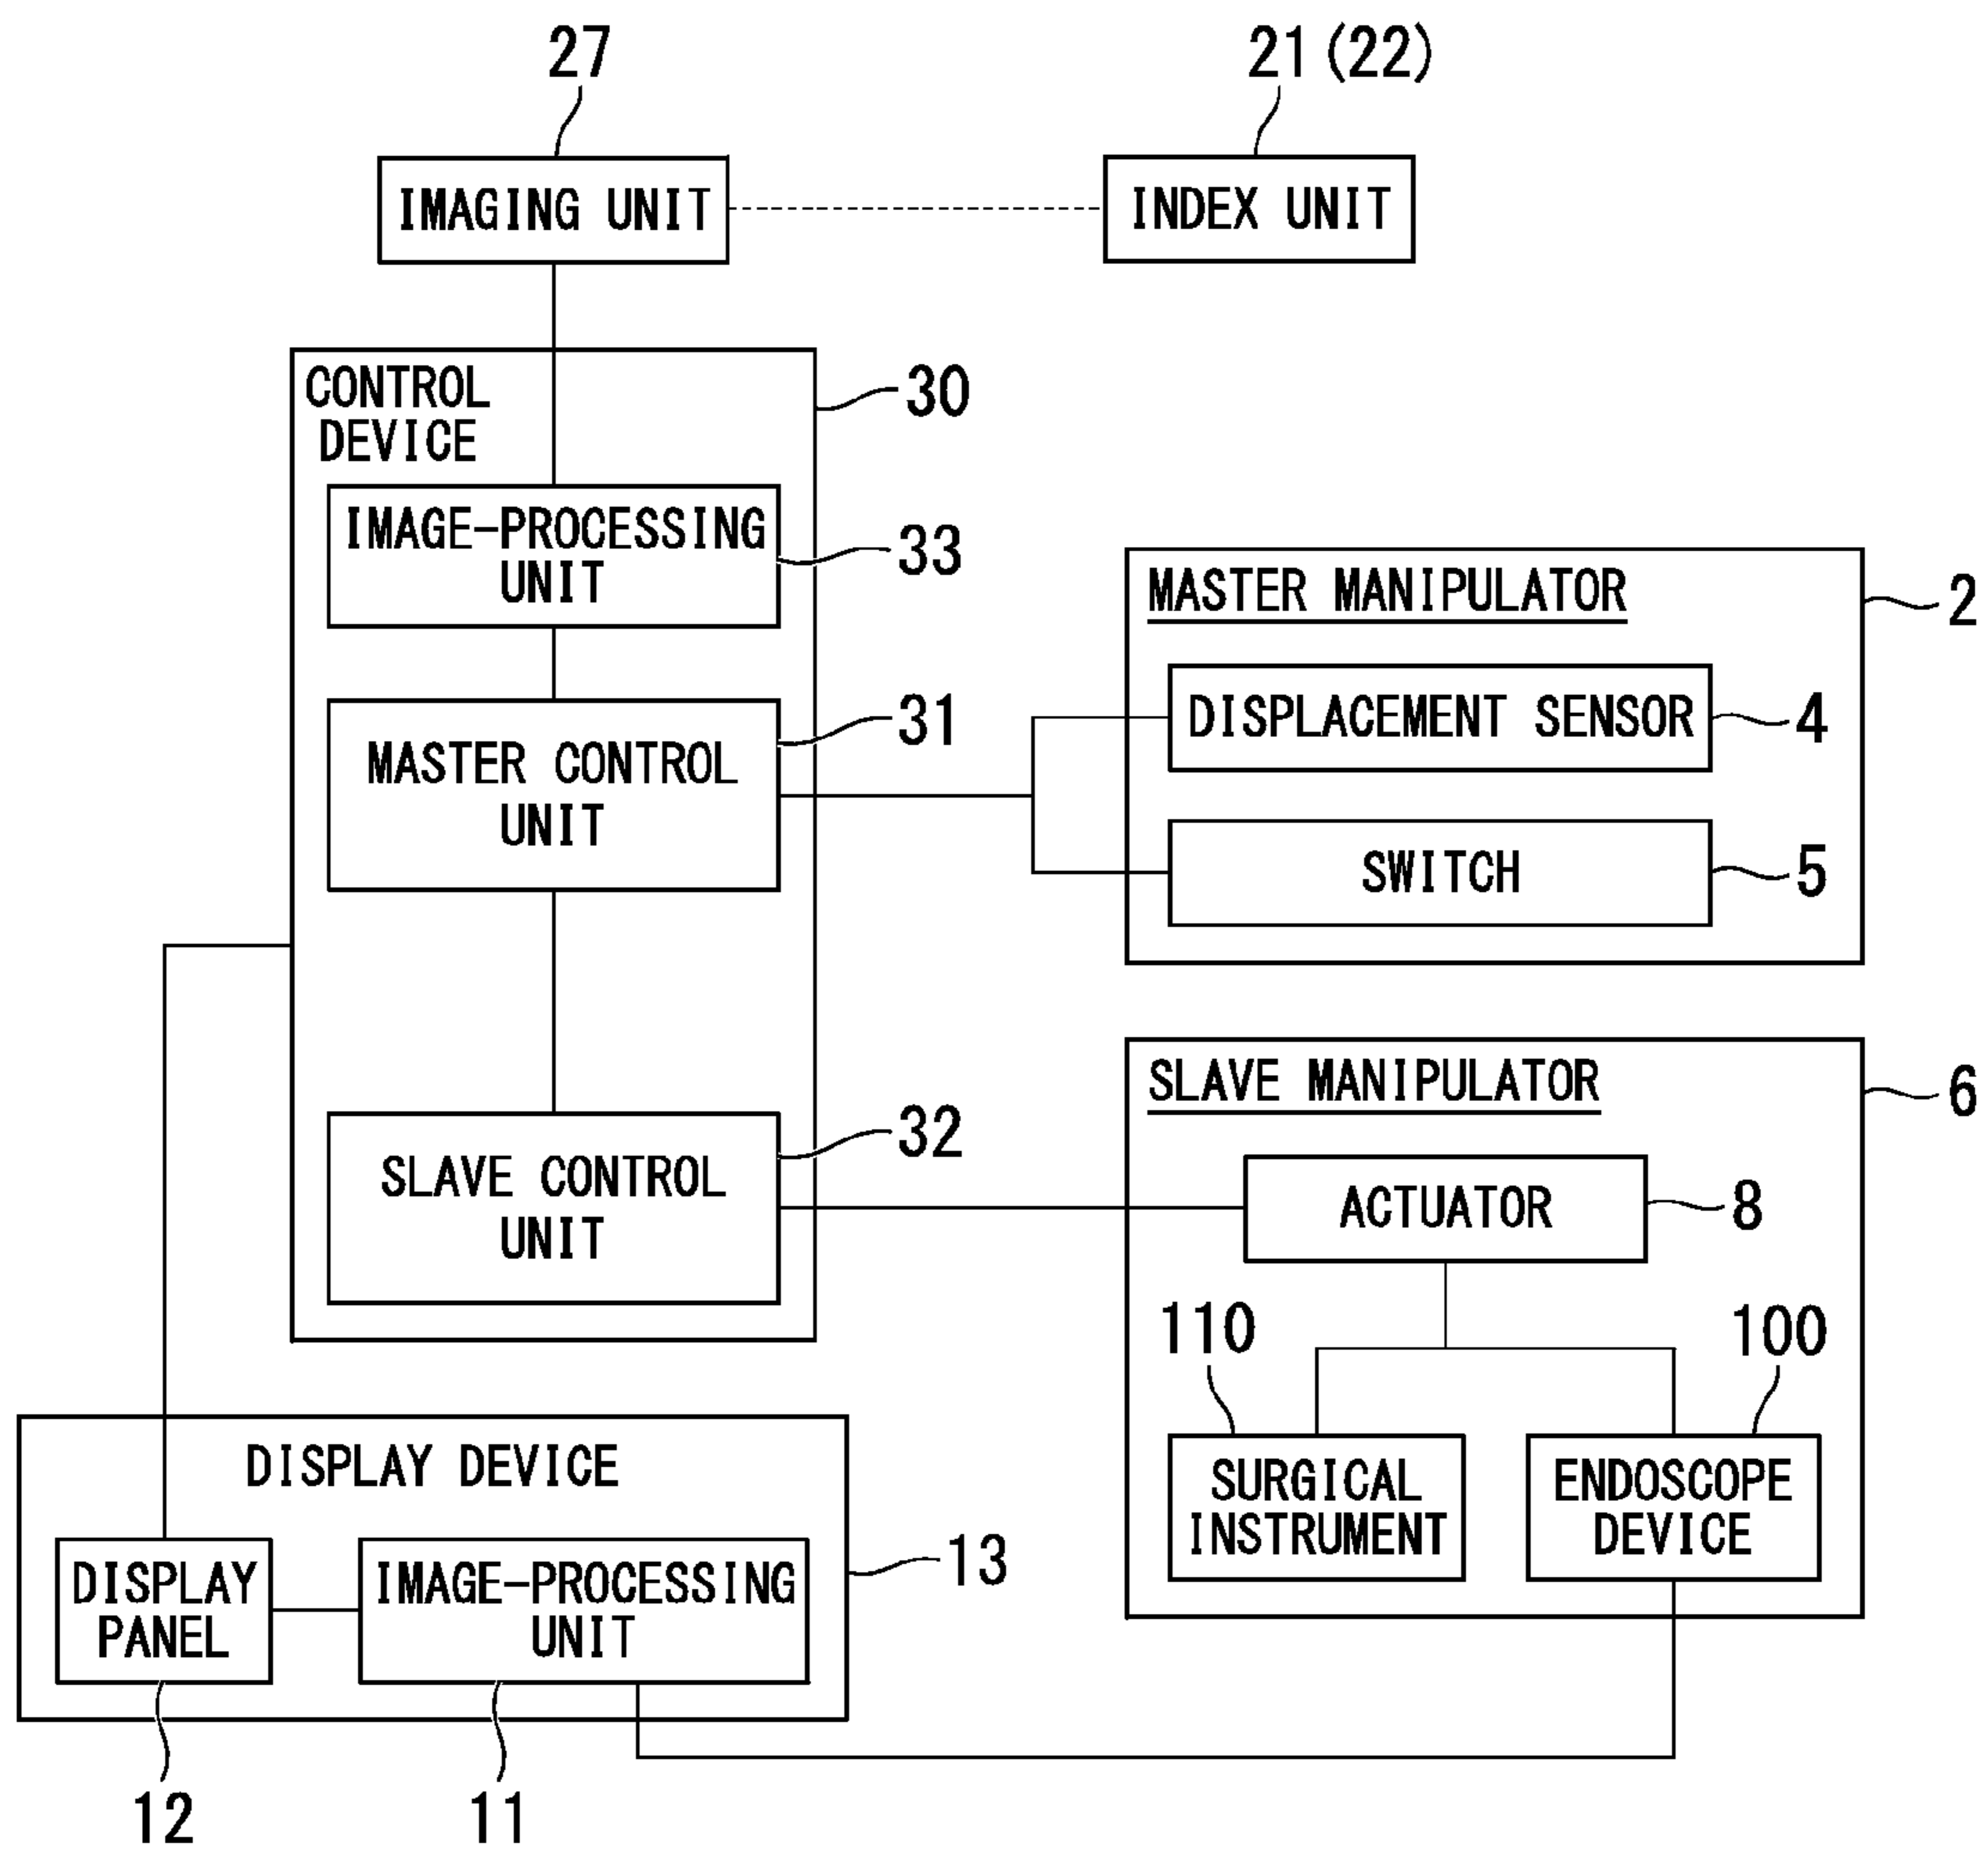 27
21(22)
IMAGING UNIT
INDEX UNIT
CONTROL
DEVICE
30
IMAGE-PROCESSING
UNIT
33
MASTER MANIPULATOR
2
31
DISPLACEMENT SENSOR
4
MASTER CONTROL
UNIT
SWITCH
5
SLAVE MANIPULATOR
6
32
SLAVE CONTROL
UNIT
ACTUATOR
8
110
100
SURGICAL
INSTRUMENT
ENDOSCOPE
DEVICE
DISPLAY DEVICE
13
DISPLAY
PANEL
IMAGE-PROCESSING
UNIT
12
11